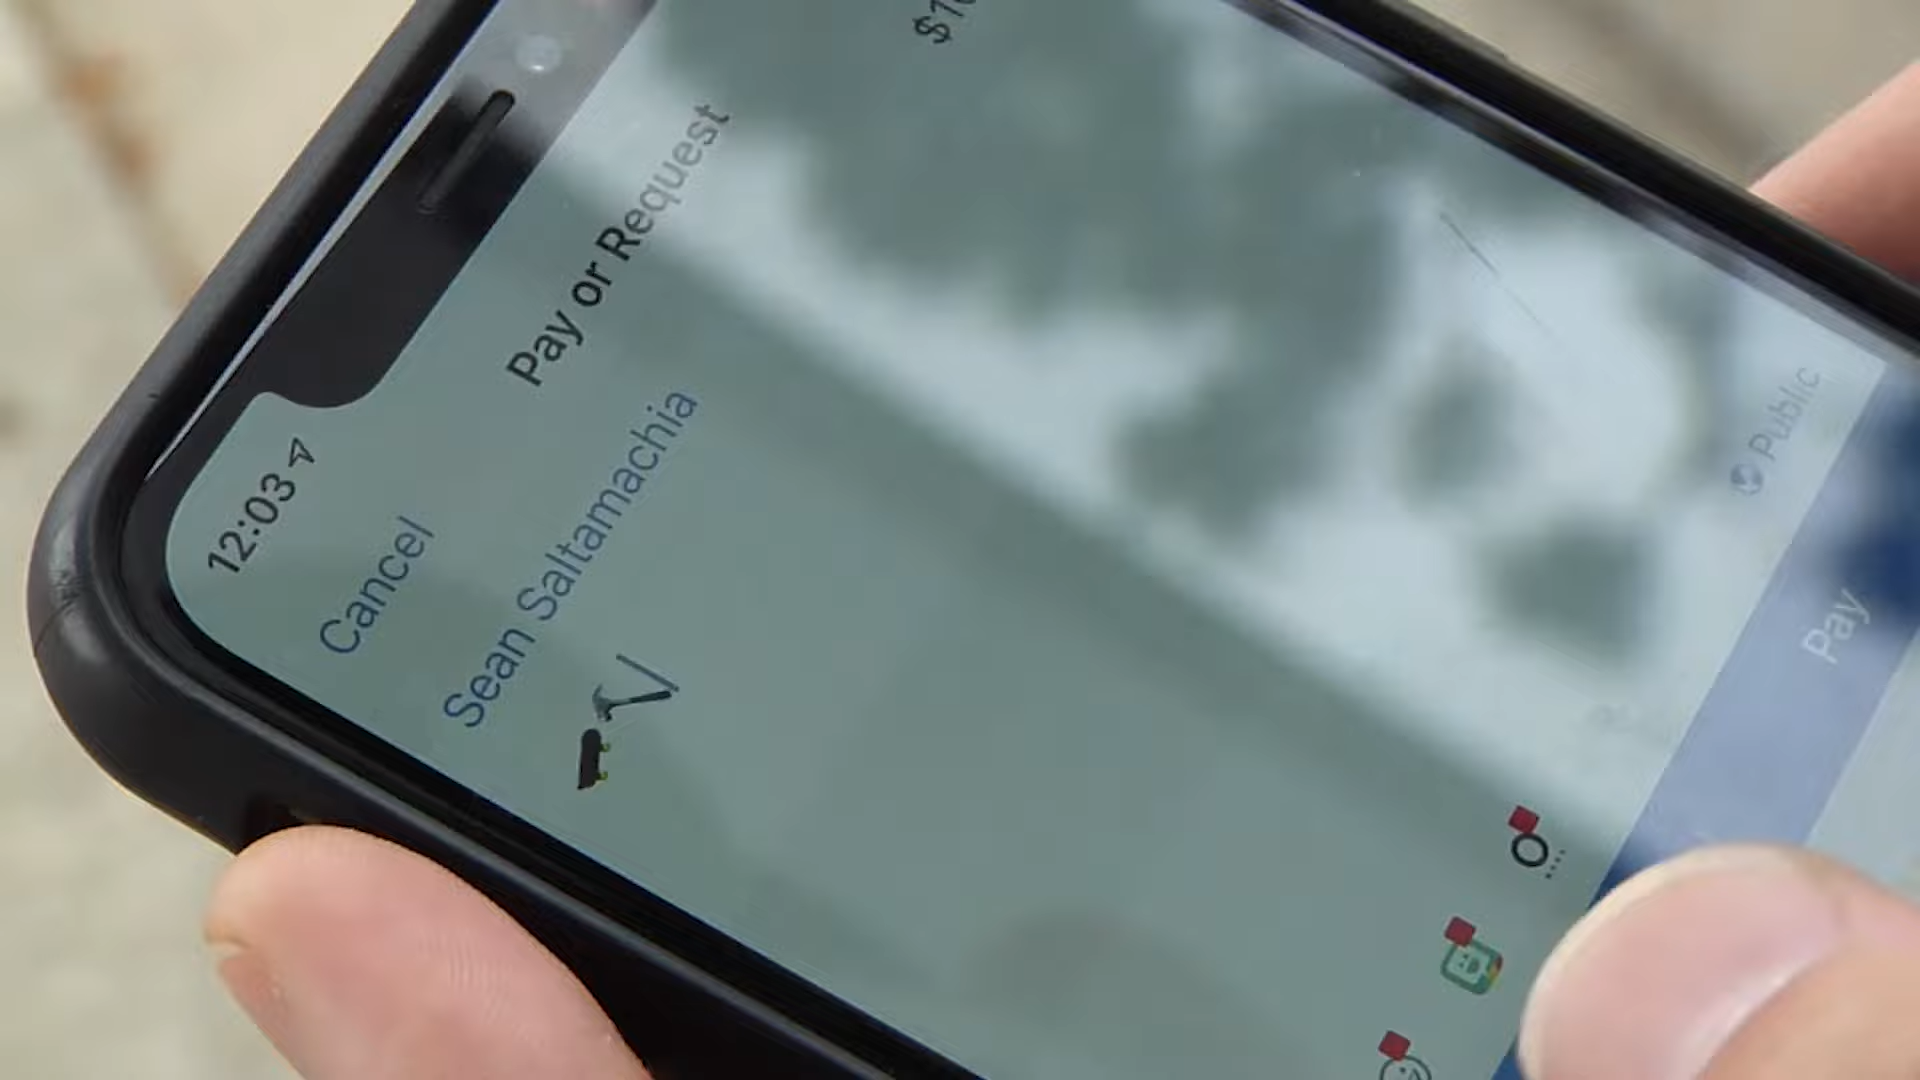 12:03
Cancel
Pay or Request
Sean Saltamachia
Public
Pay